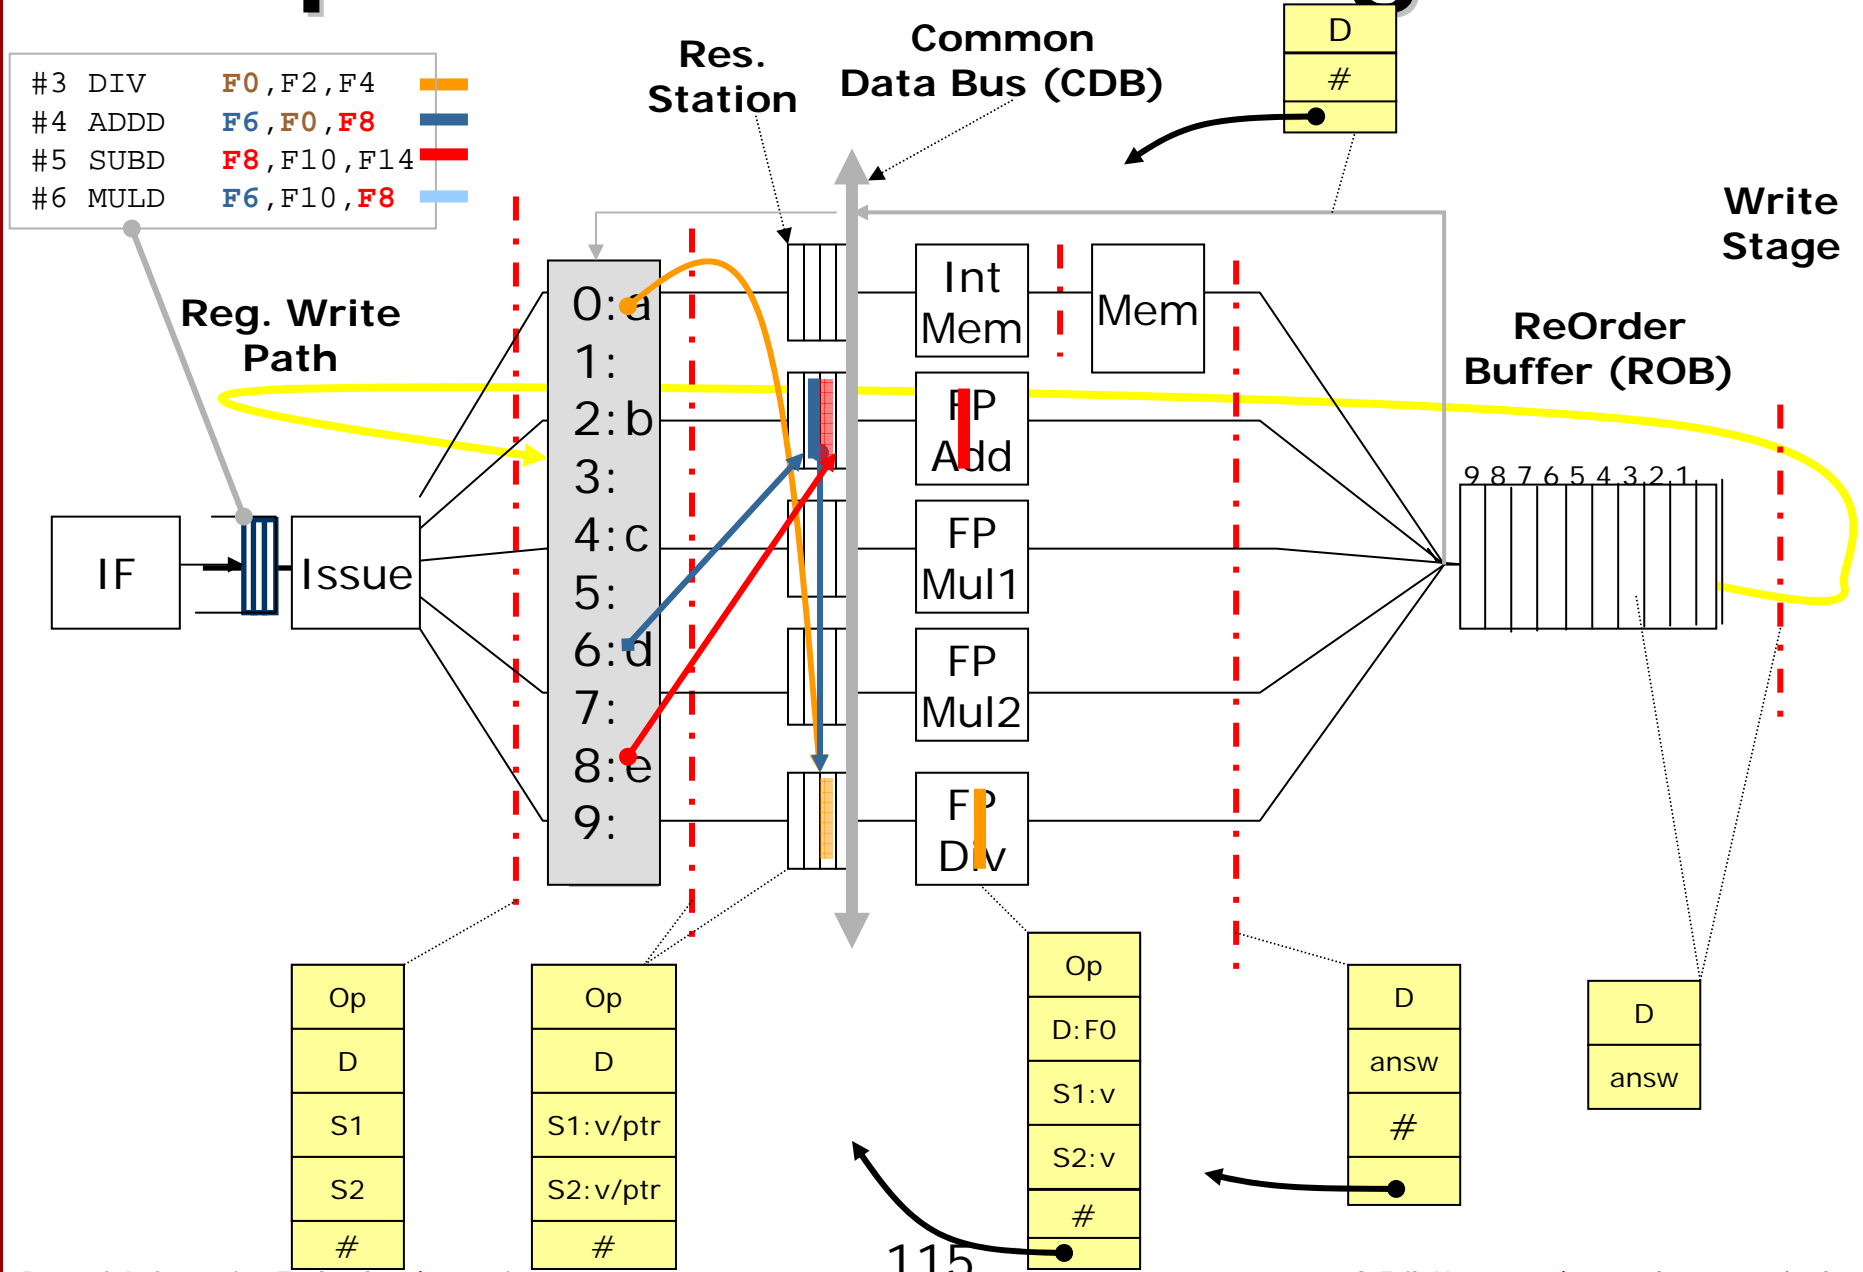 #3 DIV F0,F2,F4
#4 ADDD F6,F0,F8
#5 SUBD F8,F10,F14
#6 MULD F6,F10,F8
Res.
Station
Common
Data Bus (CDB)
D
#
Write
Stage
Reg. Write
Path
ReOrder
Buffer (ROB)
IF
Issue
0:a
1:
2:b
3:
4:c
5:
6:d
7:
8:e
9:
Int
Mem
Mem
FP
Add
FP
Mul1
FP
Mul2
FP
Div
9 8 7 6 5 4 3 2 1
Op
D
S1
S2
#
Op
D
S1:v/ptr
S2:v/ptr
#
Op
D:F0
S1:v
S2:v
#
D
answ
#
D
answ
115